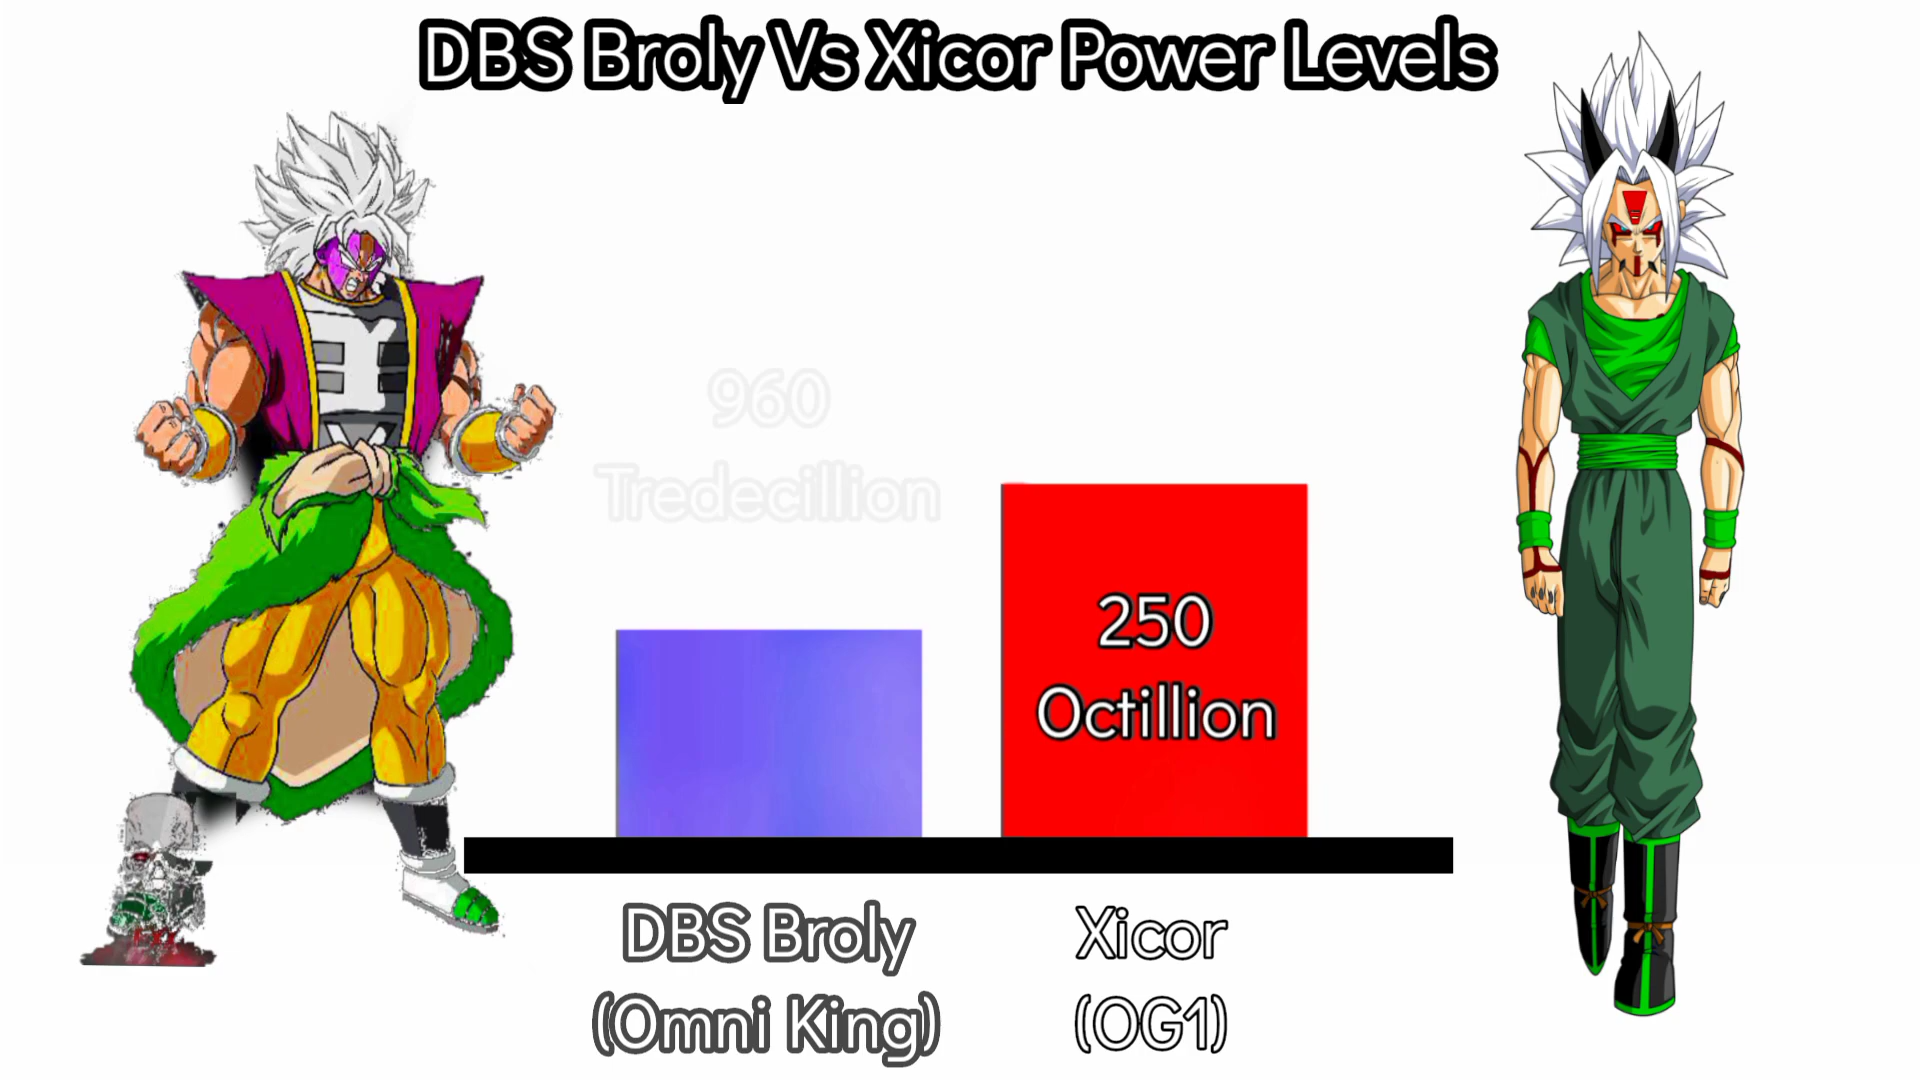 DBS Broly Vs Xicor Power Levels
960
Tredecillion
250
Octillion
DBS Broly
(Omni King)
Xicor
(OG1)